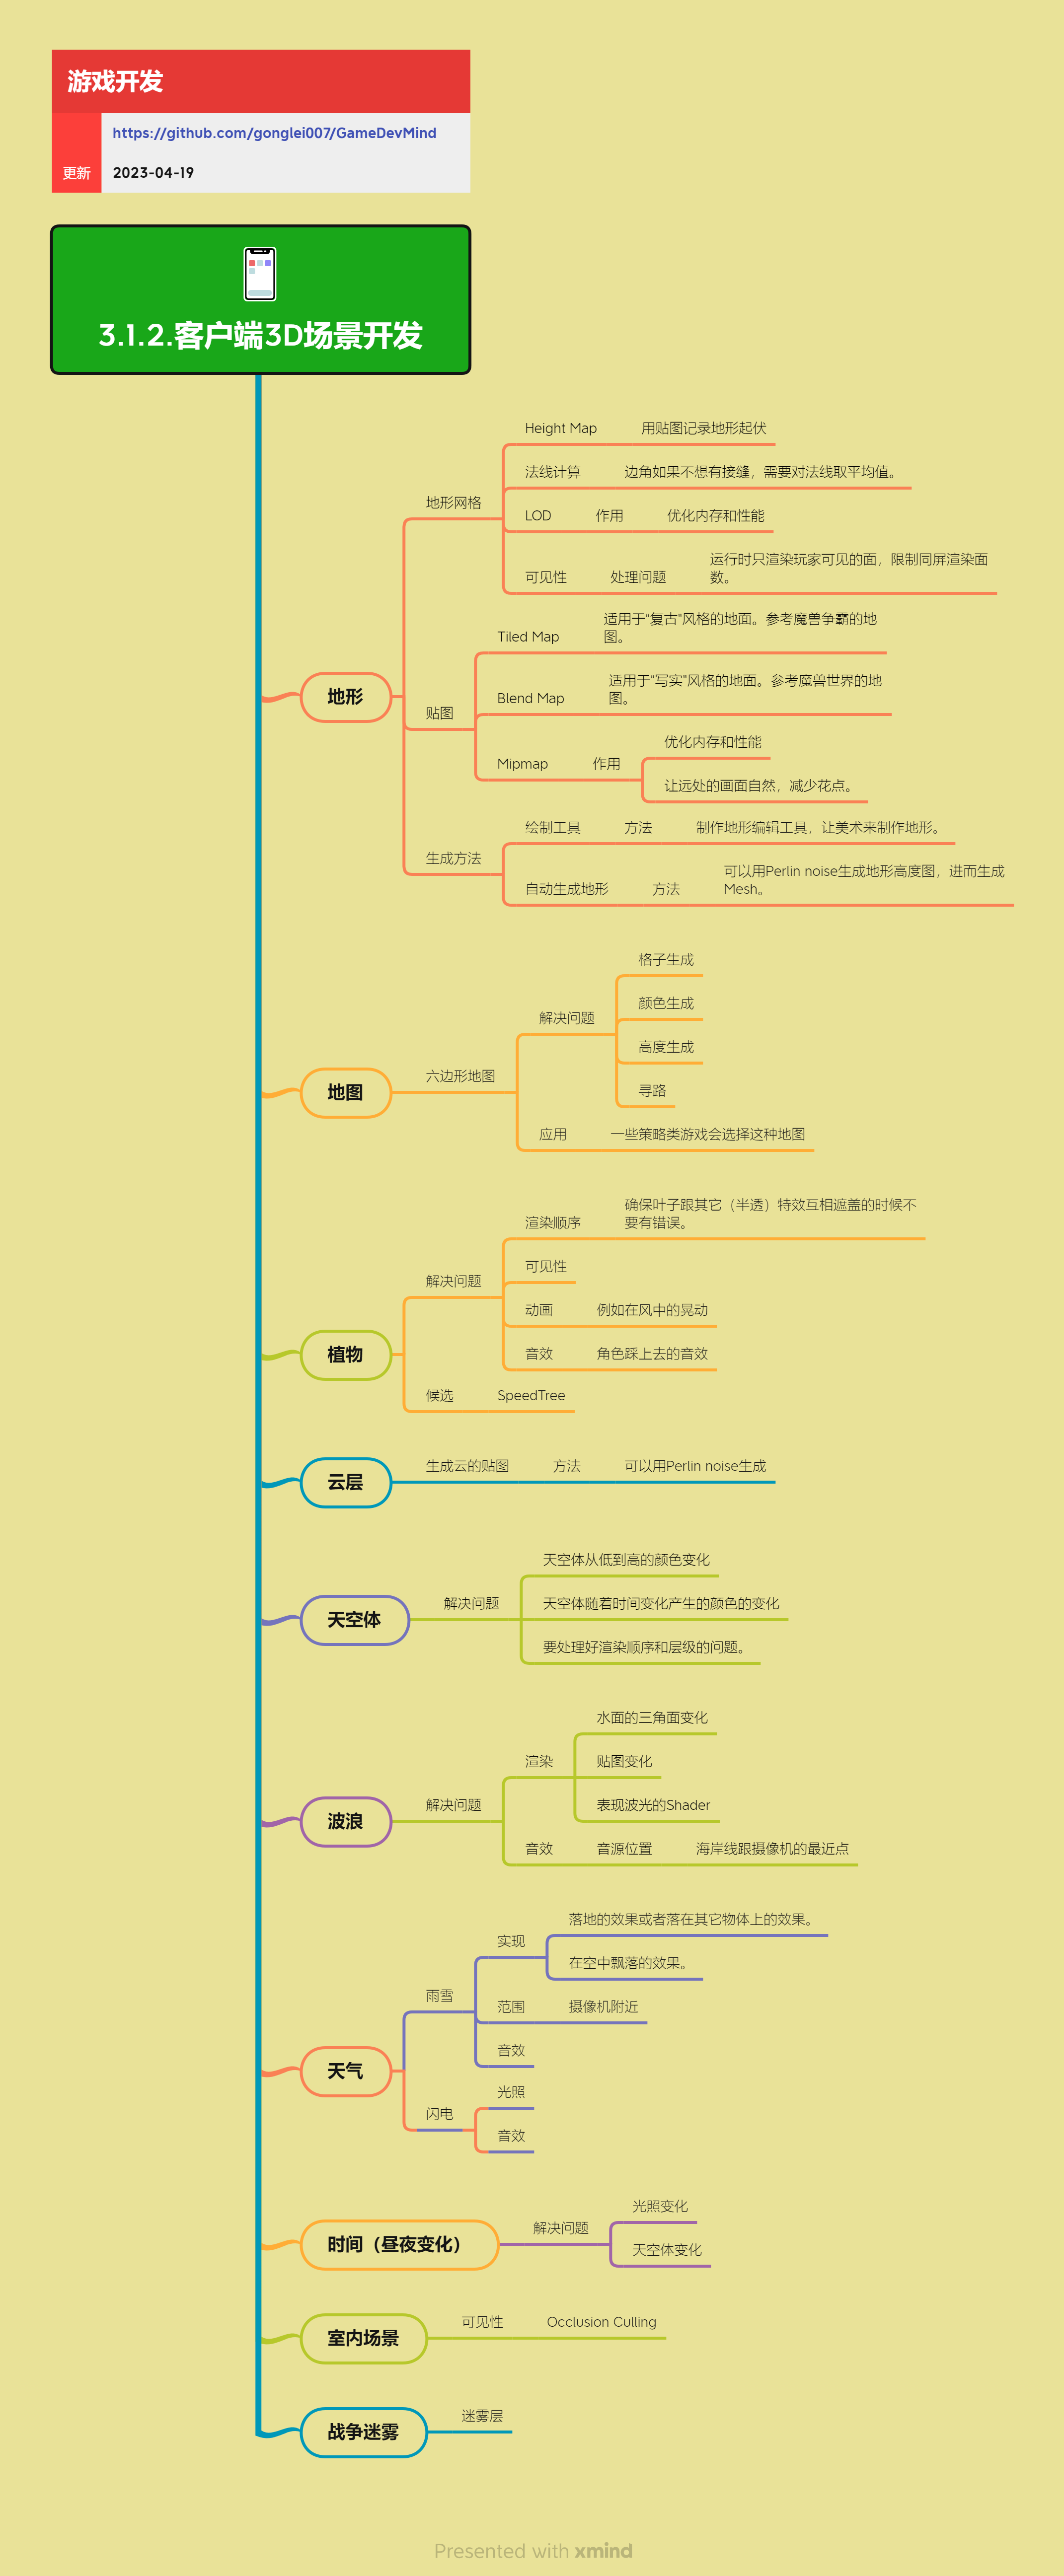 游戏开发
https://github.com/gonglei007/GameDevMind
更新
2023-04-19
3.1.2.客户端3D场景开发
地形
地形网格
Height Map
用贴图记录地形起伏
法线计算
边角如果不想有接缝，需要对法线取平均值。
LOD
作用
优化内存和性能
可见性
处理问题
运行时只渲染玩家可见的面，限制同屏渲染面
数。
贴图
Tiled Map
适用于"复古"风格的地面。参考魔兽争霸的地
图。
Blend Map
适用于"写实"风格的地面。参考魔兽世界的地
图。
Mipmap
作用
优化内存和性能
让远处的画面自然，减少花点。
生成方法
绘制工具
方法
制作地形编辑工具，让美术来制作地形。
自动生成地形
方法
可以用Perlin noise生成地形高度图，进而生成
Mesh。
地图
六边形地图
解决问题
格子生成
颜色生成
高度生成
寻路
应用
一些策略类游戏会选择这种地图
植物
解决问题
渲染顺序
确保叶子跟其它（半透）特效互相遮盖的时候不
要有错误。
可见性
动画
例如在风中的晃动
音效
角色踩上去的音效
候选
SpeedTree
云层
生成云的贴图
方法
可以用Perlin noise生成
天空体
解决问题
天空体从低到高的颜色变化
天空体随着时间变化产生的颜色的变化
要处理好渲染顺序和层级的问题。
波浪
解决问题
渲染
水面的三角面变化
贴图变化
表现波光的Shader
音效
音源位置
海岸线跟摄像机的最近点
天气
雨雪
实现
落地的效果或者落在其它物体上的效果。
在空中飘落的效果。
范围
摄像机附近
音效
闪电
光照
音效
时间（昼夜变化）
解决问题
光照变化
天空体变化
室内场景
可见性
Occlusion Culling
战争迷雾
迷雾层
Presented with xmind